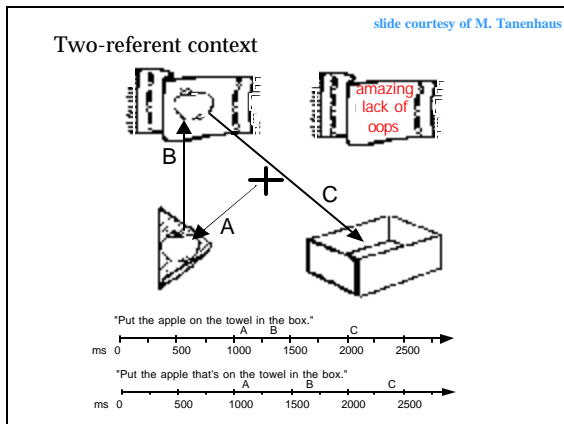 slide courtesy of M. Tanenhaus
Two-referent context
amazing
lack of
oops
B
C
A
"Put the apple on the towel in the box."
A B C
ms 0 500 1000 1500 2000 2500
"Put the apple that's on the towel in the box."
A B C
ms 0 500 1000 1500 2000 2500